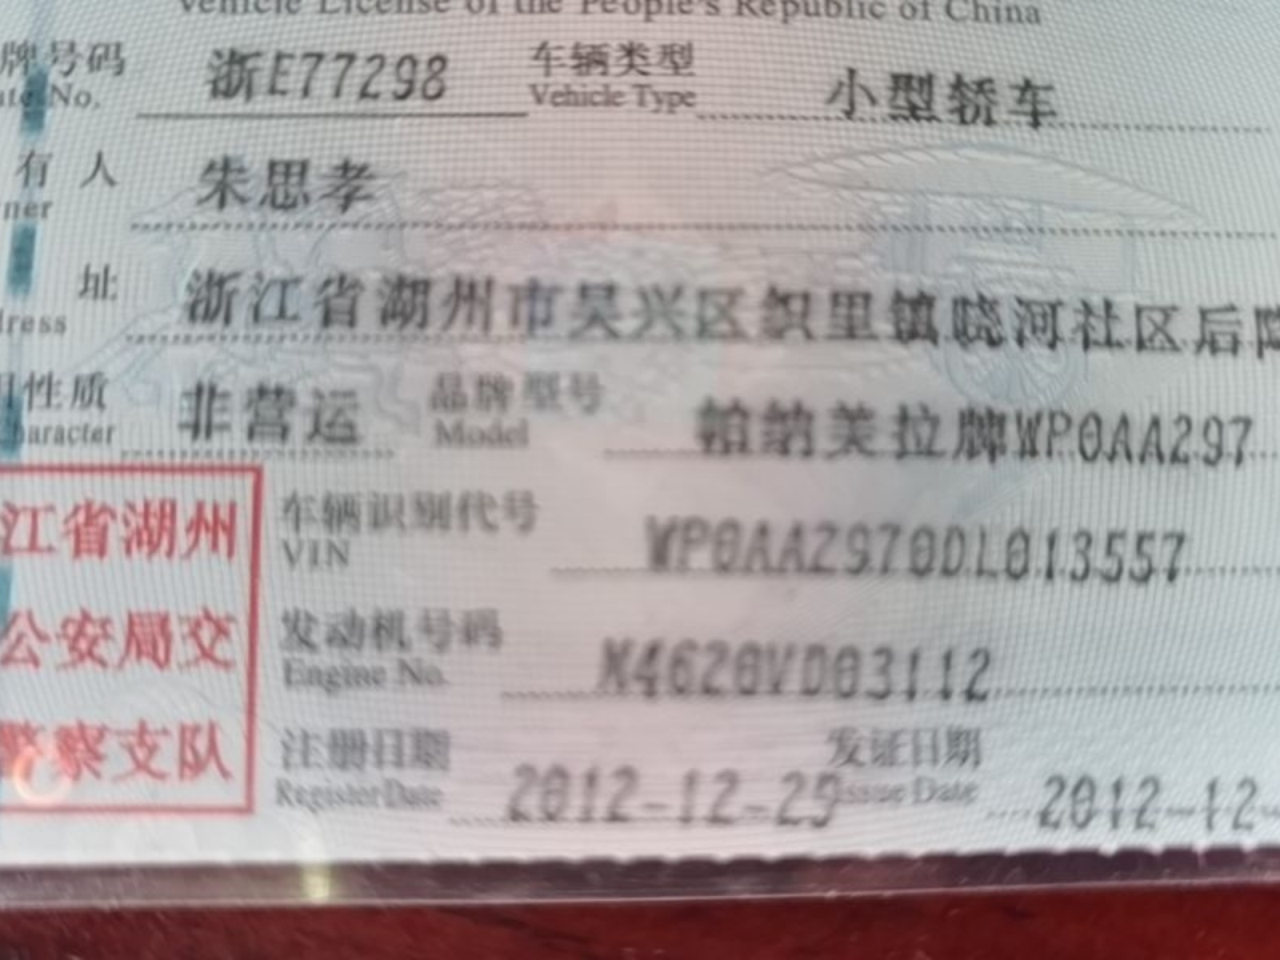 Vehicle License of the People's Republic of China
牌号码 浙E77298 车辆类型 小型轿车
ate No. Vehicle Type
有人 朱思孝
ner
址 浙江省湖州市吴兴区织里镇晓河社区后
dress
性质 非营运 品牌型号 帕纳美拉牌WP0AA297
haracter Model
江省湖州
公安局交
警察支队
车辆识别代号 WP0AA2970DL013557
VIN
发动机号码 M4620VD03112
Engine No.
注册日期 2012-12-25 发证日期 2012-12-
Register Date Issue Date